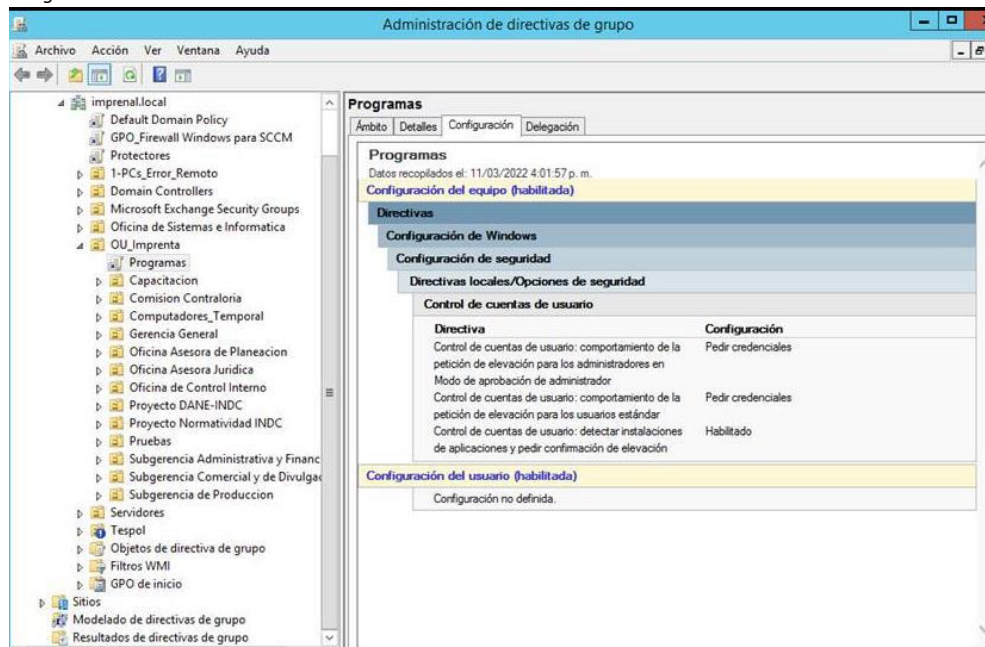 Administración de directivas de grupo
Archivo Acción Ver Ventana Ayuda
imprenal.local
Default Domain Policy
GPO_Firewall Windows para SCCM
Protectores
1-PCs_Error_Remoto
Domain Controllers
Microsoft Exchange Security Groups
Oficina de Sistemas e Informatica
OU_Imprenta
Programas
Capacitacion
Comision Contraloria
Computadores_Temporal
Gerencia General
Oficina Asesora de Planeacion
Oficina Asesora Juridica
Oficina de Control Interno
Proyecto DANE-INDC
Proyecto Normatividad INDC
Pruebas
Subgerencia Administrativa y Financ
Subgerencia Comercial y de Divulgac
Subgerencia de Produccion
Servidores
Tespol
Objetos de directiva de grupo
Filtros WMI
GPO de inicio
Sitios
Modelado de directivas de grupo
Resultados de directivas de grupo
Programas
Ámbito Detalles Configuración Delegación
Programas
Datos recopilados el: 11/03/2022 4:01:57 p. m.
Configuración del equipo (habilitada)
Directivas
Configuración de Windows
Configuración de seguridad
Directivas locales/Opciones de seguridad
Control de cuentas de usuario
Directiva Configuración
Control de cuentas de usuario: comportamiento de la Pedir credenciales
petición de elevación para los administradores en
Modo de aprobación de administrador
Control de cuentas de usuario: comportamiento de la Pedir credenciales
petición de elevación para los usuarios estándar
Control de cuentas de usuario: detectar instalaciones Habilitado
de aplicaciones y pedir confirmación de elevación
Configuración del usuario (habilitada)
Configuración no definida.